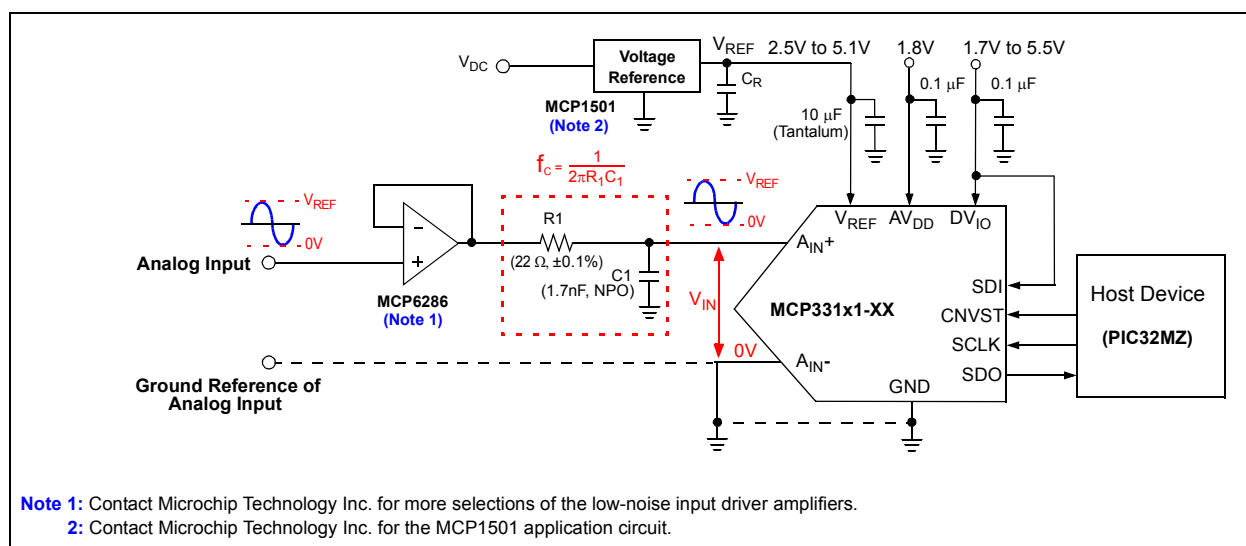 V_DC
Voltage
Reference
MCP1501
(Note 2)
V_REF
C_R
2.5V to 5.1V
1.8V
1.7V to 5.5V
10 μF
(Tantalum)
0.1 μF
0.1 μF
f_C = 1/2πR₁C₁
V_REF
0V
Analog Input
MCP6286
(Note 1)
R1
(22 Ω, ±0.1%)
C1
(1.7nF, NPO)
V_REF
0V
V_IN
0V
V_REF
AV_DD
DV_IO
A_IN+
A_IN-
MCP331x1-XX
SDI
CNVST
SCLK
SDO
GND
Host Device
(PIC32MZ)
Ground Reference of
Analog Input
Note 1: Contact Microchip Technology Inc. for more selections of the low-noise input driver amplifiers.
2: Contact Microchip Technology Inc. for the MCP1501 application circuit.